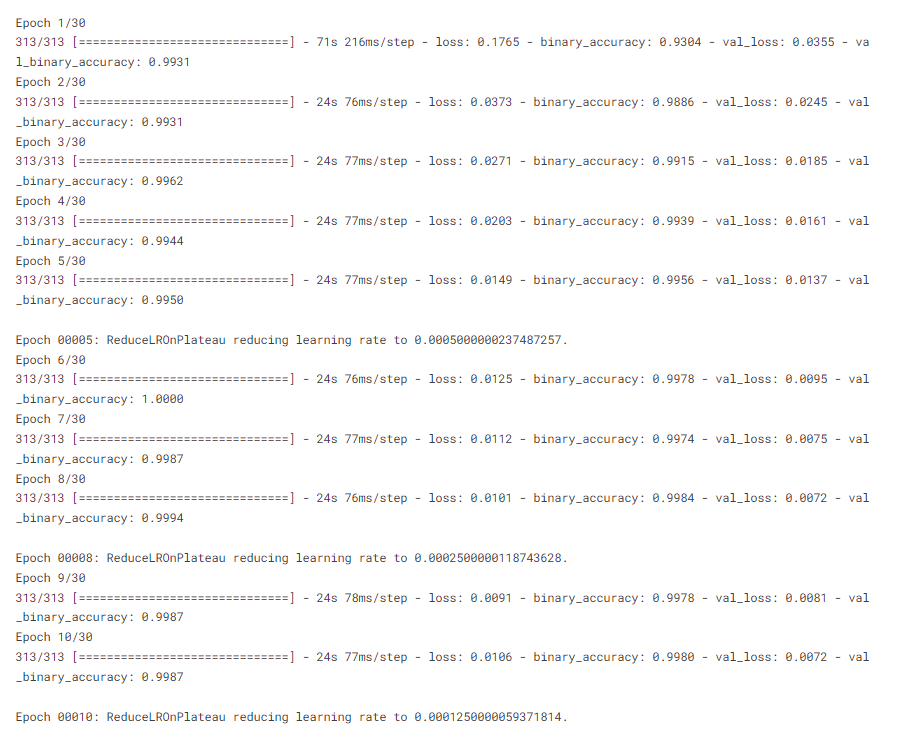 Epoch 1/30
313/313 [==============================] - 71s 216ms/step - loss: 0.1765 - binary_accuracy: 0.9304 - val_loss: 0.0355 - va
l_binary_accuracy: 0.9931
Epoch 2/30
313/313 [==============================] - 24s 76ms/step - loss: 0.0373 - binary_accuracy: 0.9886 - val_loss: 0.0245 - val
_binary_accuracy: 0.9931
Epoch 3/30
313/313 [==============================] - 24s 77ms/step - loss: 0.0271 - binary_accuracy: 0.9915 - val_loss: 0.0185 - val
_binary_accuracy: 0.9962
Epoch 4/30
313/313 [==============================] - 24s 77ms/step - loss: 0.0203 - binary_accuracy: 0.9939 - val_loss: 0.0161 - val
_binary_accuracy: 0.9944
Epoch 5/30
313/313 [==============================] - 24s 77ms/step - loss: 0.0149 - binary_accuracy: 0.9956 - val_loss: 0.0137 - val
_binary_accuracy: 0.9950
Epoch 00005: ReduceLROnPlateau reducing learning rate to 0.0005000000237487257.
Epoch 6/30
313/313 [==============================] - 24s 76ms/step - loss: 0.0125 - binary_accuracy: 0.9978 - val_loss: 0.0095 - val
_binary_accuracy: 1.0000
Epoch 7/30
313/313 [==============================] - 24s 77ms/step - loss: 0.0112 - binary_accuracy: 0.9974 - val_loss: 0.0075 - val
_binary_accuracy: 0.9987
Epoch 8/30
313/313 [==============================] - 24s 76ms/step - loss: 0.0101 - binary_accuracy: 0.9984 - val_loss: 0.0072 - val
_binary_accuracy: 0.9994
Epoch 00008: ReduceLROnPlateau reducing learning rate to 0.0002500000118743628.
Epoch 9/30
313/313 [==============================] - 24s 78ms/step - loss: 0.0091 - binary_accuracy: 0.9978 - val_loss: 0.0081 - val
_binary_accuracy: 0.9987
Epoch 10/30
313/313 [==============================] - 24s 77ms/step - loss: 0.0106 - binary_accuracy: 0.9980 - val_loss: 0.0072 - val
_binary_accuracy: 0.9987
Epoch 00010: ReduceLROnPlateau reducing learning rate to 0.0001250000059371814.